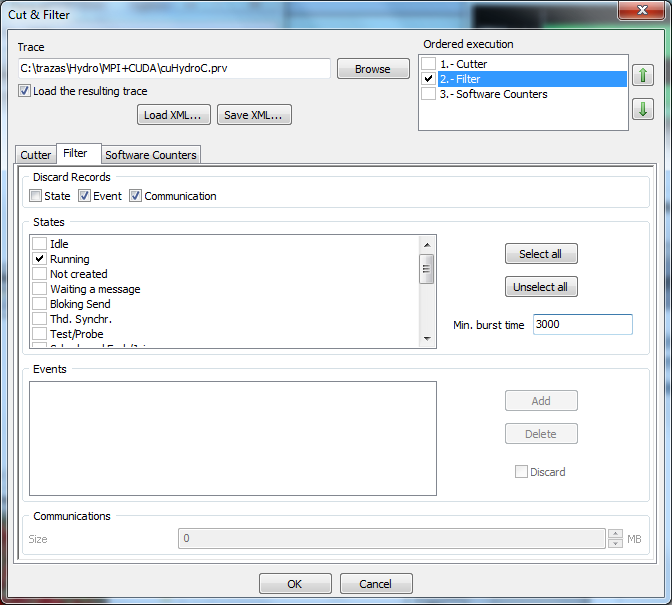 Cut & Filter
Trace
C:\trazas\Hydro\MPI+CUDA\cuHydroC.prv
Browse
Load the resulting trace
Load XML...
Save XML...
Ordered execution
1.- Cutter
2.- Filter
3.- Software Counters
Cutter
Filter
Software Counters
Discard Records
State
Event
Communication
States
Idle
Running
Not created
Waiting a message
Bloking Send
Thd. Synchr.
Test/Probe
Select all
Unselect all
Min. burst time
3000
Events
Add
Delete
Discard
Communications
Size
0
MB
OK
Cancel